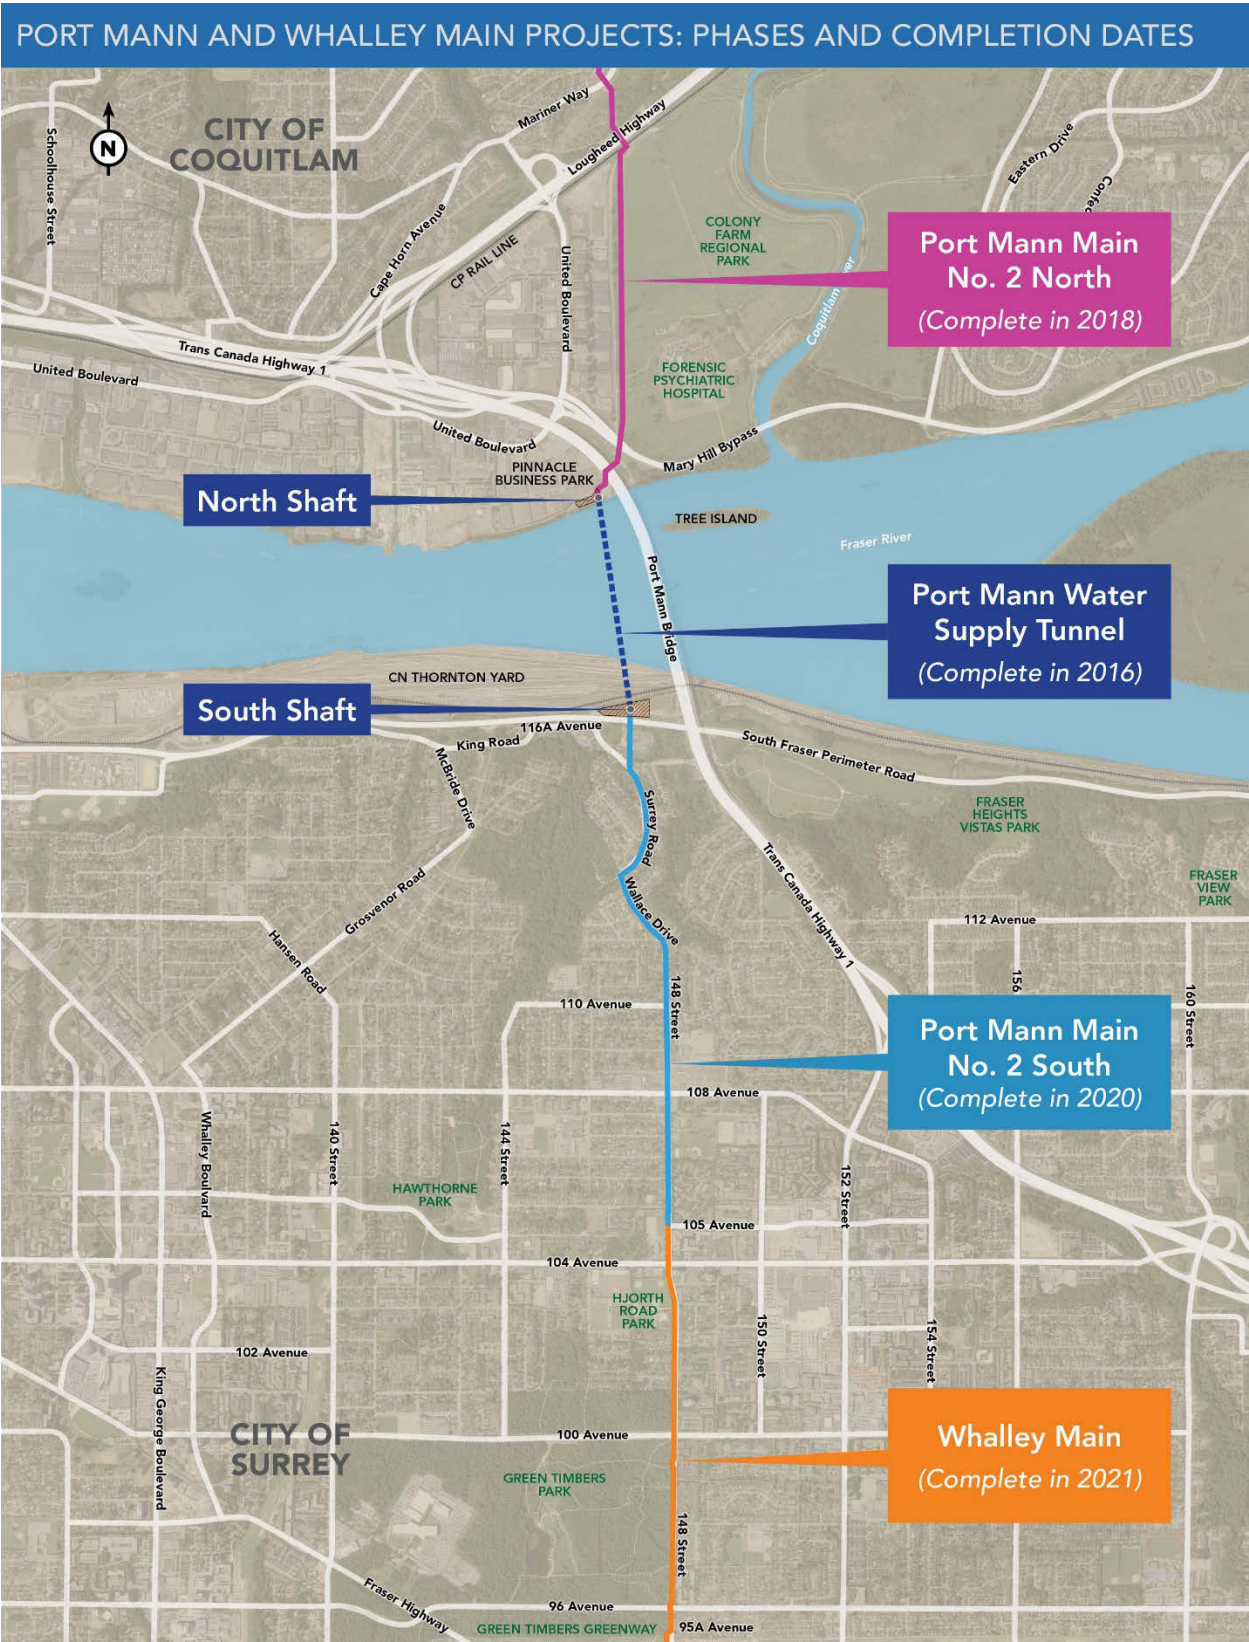 PORT MANN AND WHALLEY MAIN PROJECTS: PHASES AND COMPLETION DATES
N
CITY OF
COQUITLAM
Schoolhouse Street
Mariner Way
Lougheed Highway
Eastern Drive
Cape Horn Avenue
CP RAIL LINE
United Boulevard
COLONY
FARM
REGIONAL
PARK
Coquitlam
Port Mann Main
No. 2 North
(Complete in 2018)
Trans Canada Highway 1
United Boulevard
FORENSIC
PSYCHIATRIC
HOSPITAL
United Boulevard
Mary Hill Bypass
PINNACLE
BUSINESS PARK
North Shaft
TREE ISLAND
Fraser River
Port Mann Bridge
Port Mann Water
Supply Tunnel
(Complete in 2016)
CN THORNTON YARD
South Shaft
116A Avenue
King Road
McBride Drive
South Fraser Perimeter Road
Surrey Road
FRASER
HEIGHTS
VISTAS PARK
Trans Canada Highway 1
FRASER
VIEW
PARK
Grosvenor Road
Wallace Drive
112 Avenue
Hansen Road
148 Street
156
160 Street
110 Avenue
Port Mann Main
No. 2 South
(Complete in 2020)
108 Avenue
Whalley Boulvard
140 Street
144 Street
152 Street
HAWTHORNE
PARK
105 Avenue
104 Avenue
HJORTH
ROAD
PARK
150 Street
154 Street
102 Avenue
King George Boulevard
CITY OF
SURREY
100 Avenue
Whalley Main
(Complete in 2021)
GREEN TIMBERS
PARK
148 Street
Fraser Highway
96 Avenue
GREEN TIMBERS GREENWAY
95A Avenue